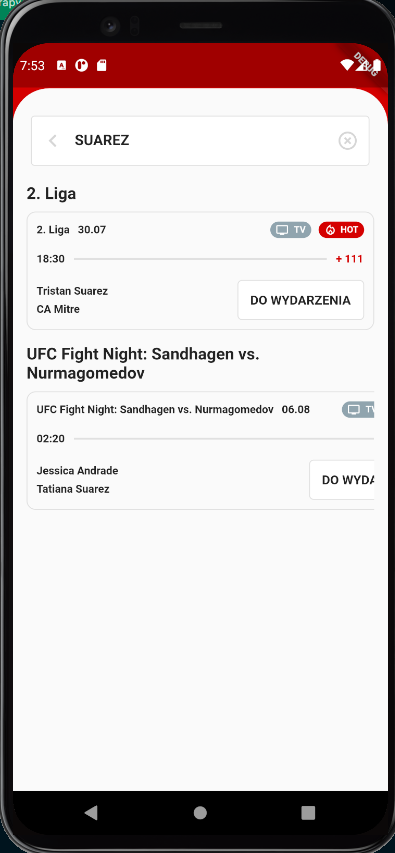 rapy
7:53
DEBUG
SUAREZ
2. Liga
2. Liga 30.07 TV HOT
18:30 + 111
Tristan Suarez
CA Mitre
DO WYDARZENIA
UFC Fight Night: Sandhagen vs.
Nurmagomedov
UFC Fight Night: Sandhagen vs. Nurmagomedov 06.08 TV
02:20
Jessica Andrade
Tatiana Suarez
DO WYDA